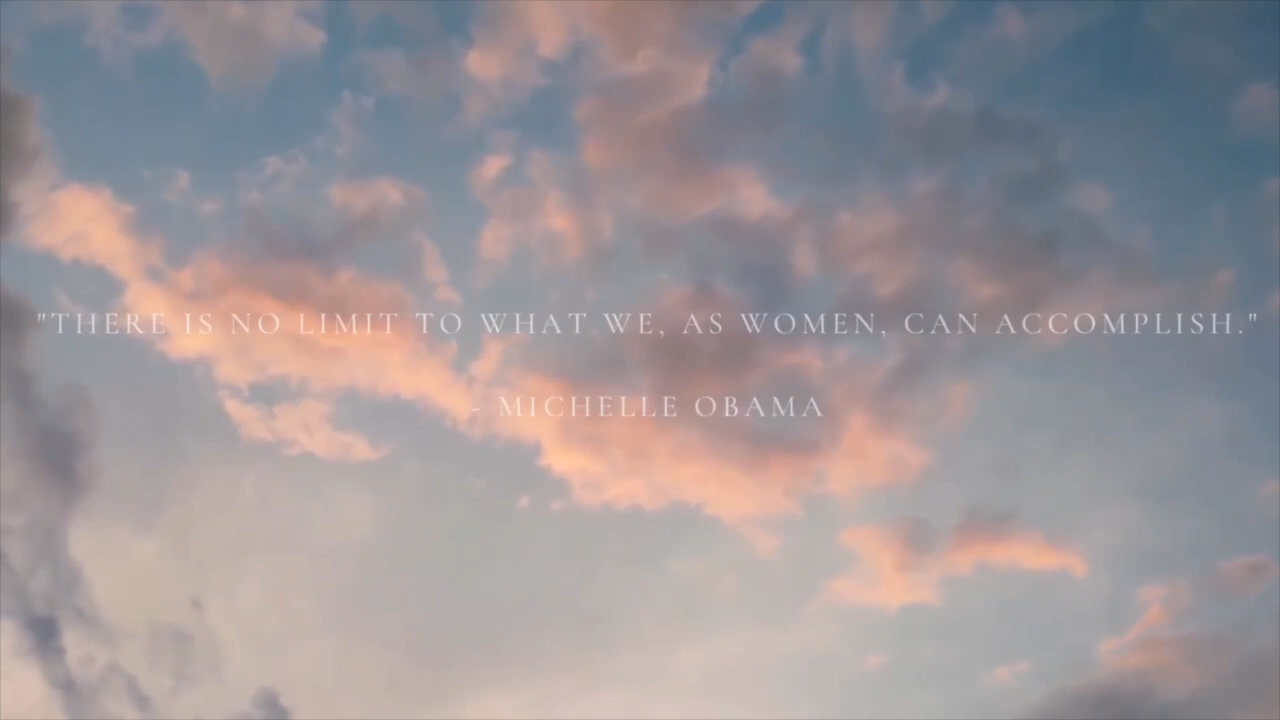 "THERE IS NO LIMIT TO WHAT WE, AS WOMEN, CAN ACCOMPLISH."
- MICHELLE OBAMA